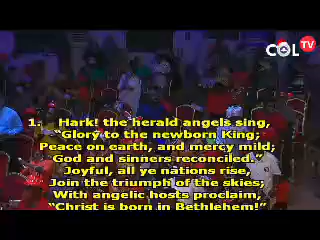 COL TV
1. Hark! the herald angels sing,
“Glory to the newborn King;
Peace on earth, and mercy mild;
God and sinners reconciled.”
Joyful, all ye nations rise,
Join the triumph of the skies;
With angelic hosts proclaim,
“Christ is born in Bethlehem!”